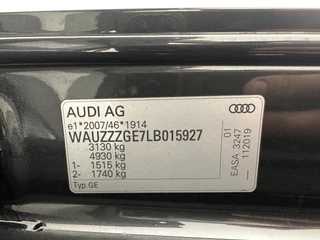 AUDI AG
e1*2007/46*1914
WAUZZZGE7LB015927
3130 kg
4930 kg
1- 1515 kg
2- 1740 kg
Typ GE
01
EASA 3247
112019